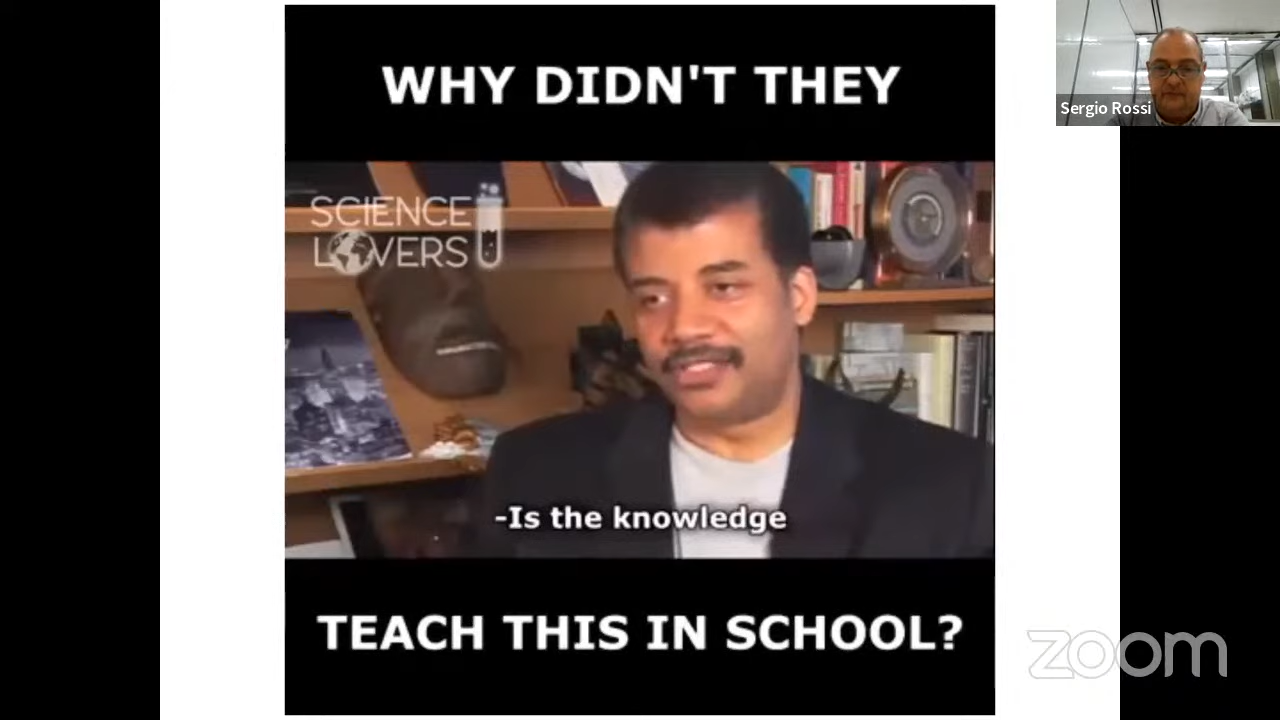 WHY DIDN'T THEY
Sergio Rossi
SCIENCE
LOVERS
-Is the knowledge
TEACH THIS IN SCHOOL?
zoom